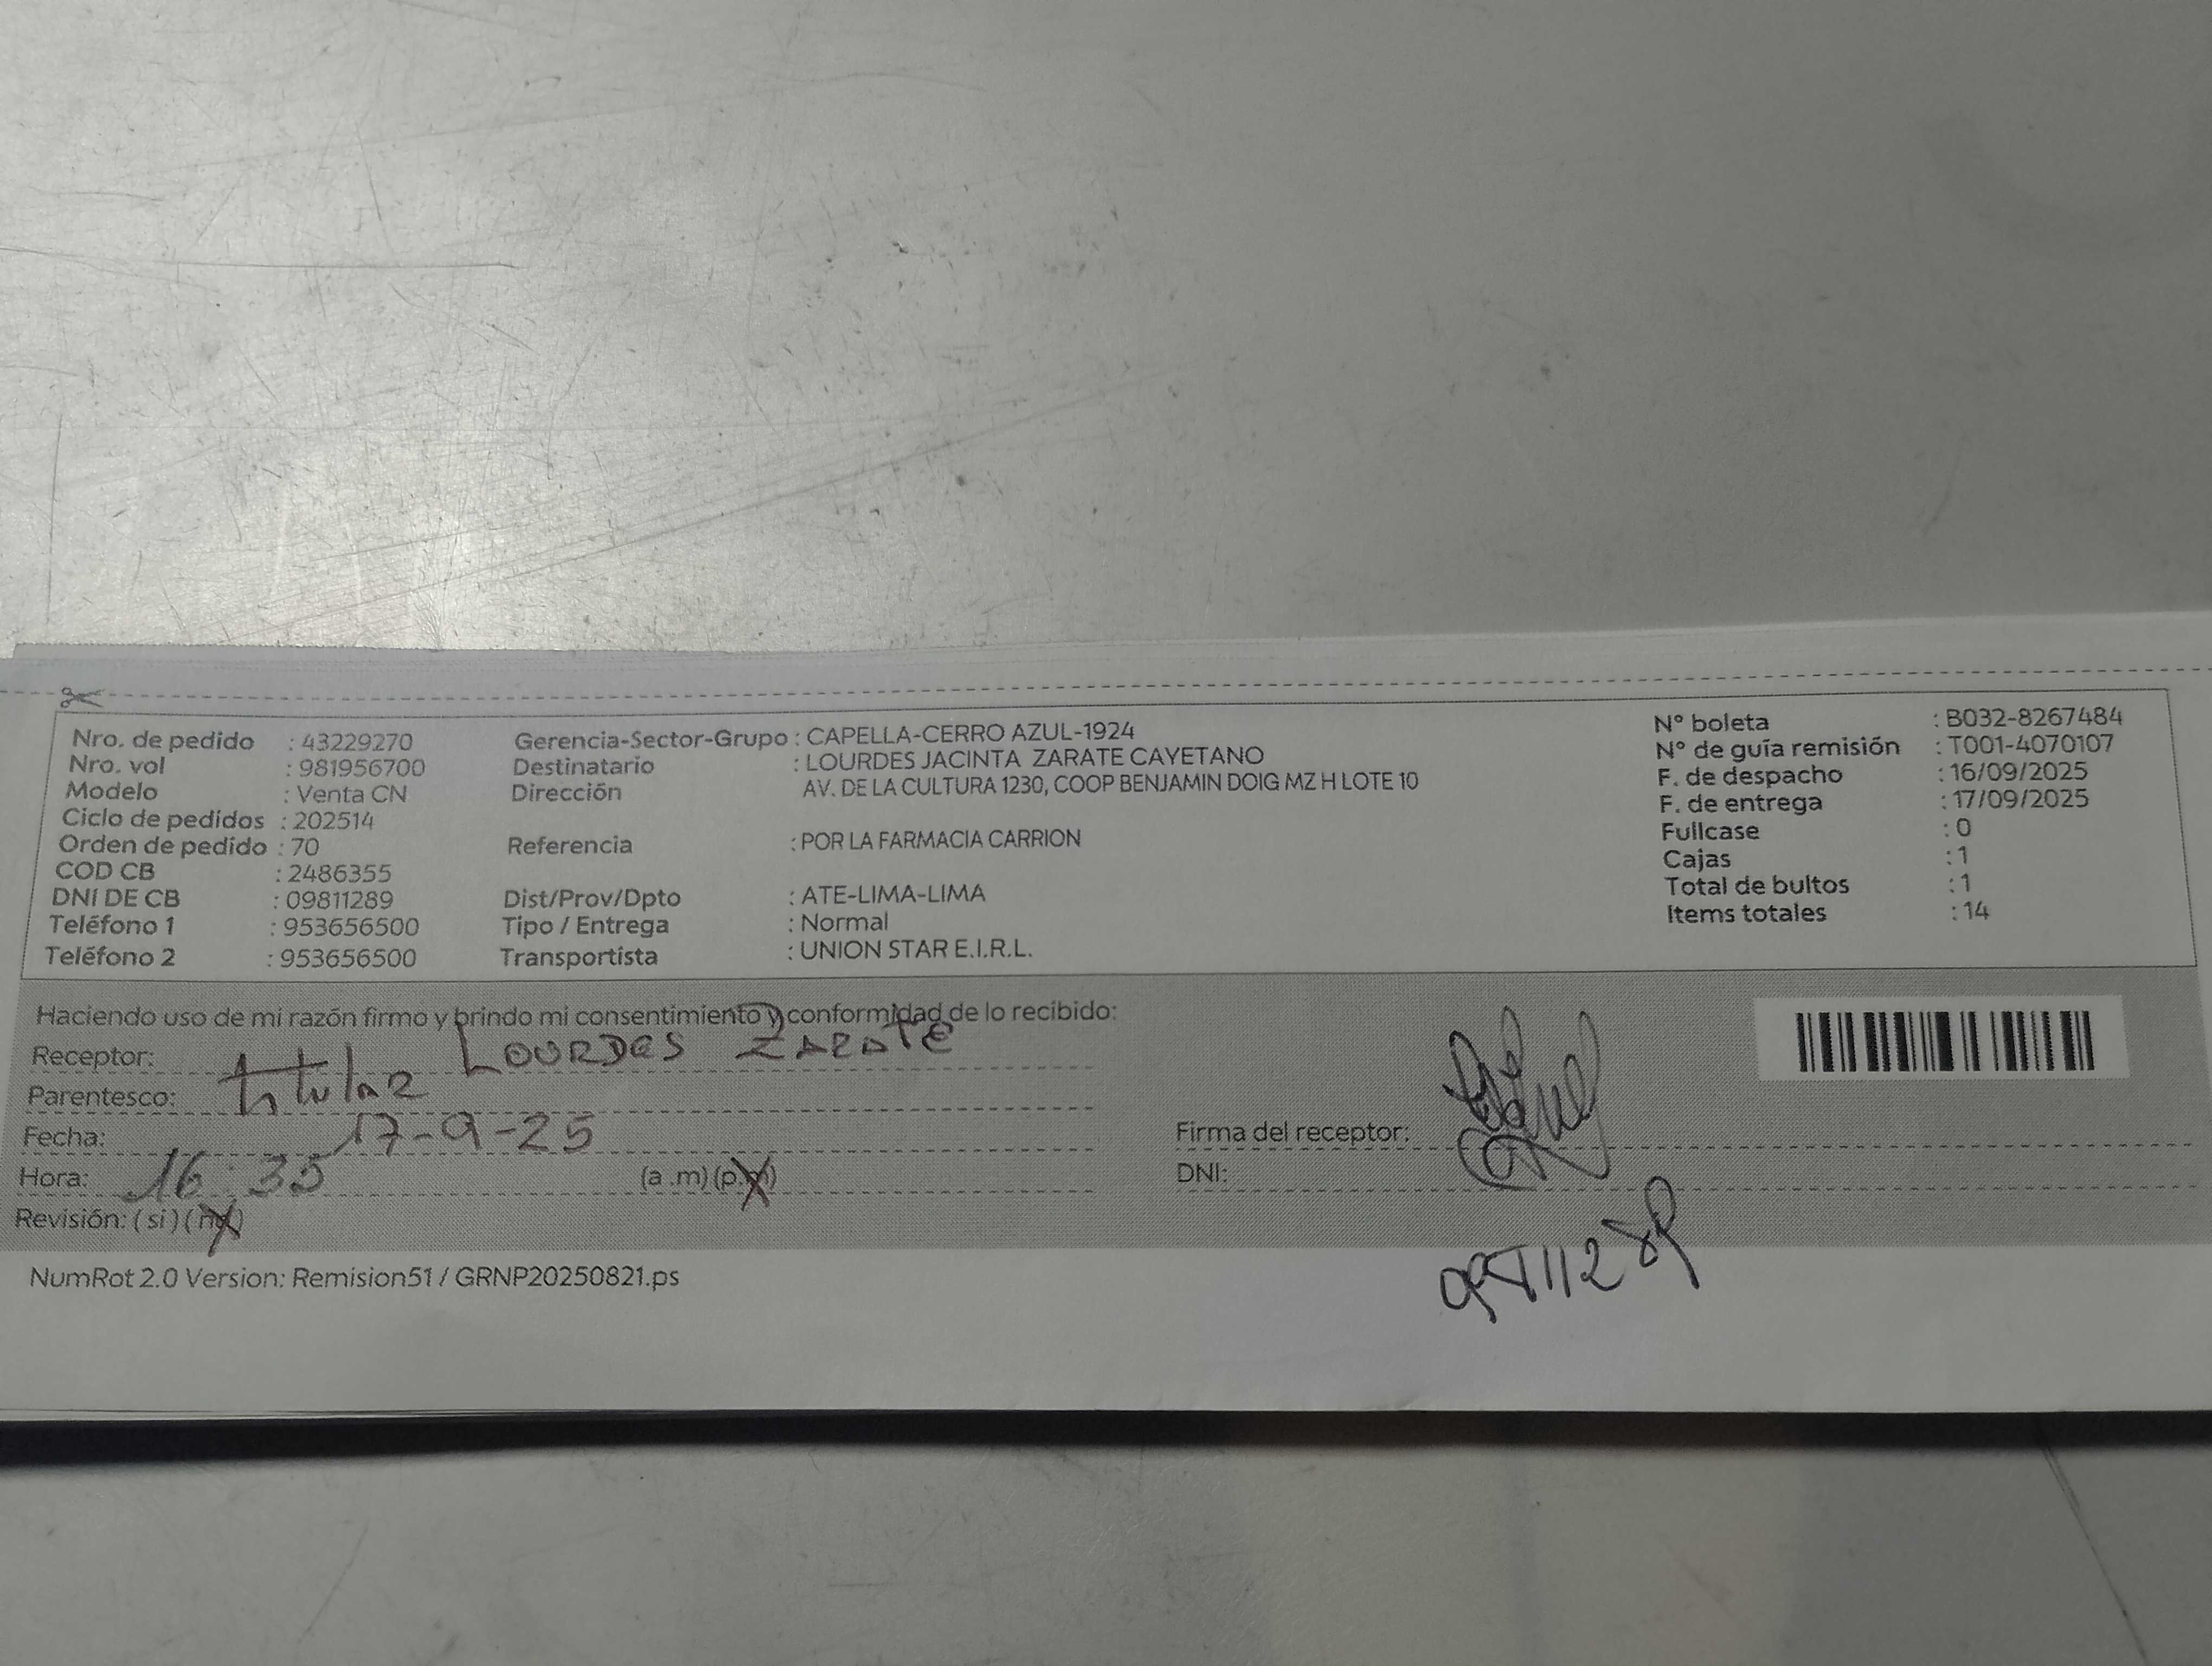 Nro. de pedido : 43229270
Nro. vol : 981956700
Modelo : Venta CN
Ciclo de pedidos : 202514
Orden de pedido : 70
COD CB : 2486355
DNI DE CB : 09811289
Teléfono 1 : 953656500
Teléfono 2 : 953656500
Gerencia-Sector-Grupo : CAPELLA-CERRO AZUL-1924
Destinatario : LOURDES JACINTA ZARATE CAYETANO
Dirección AV. DE LA CULTURA 1230, COOP BENJAMIN DOIG MZ H LOTE 10
Referencia : POR LA FARMACIA CARRION
Dist/Prov/Dpto : ATE-LIMA-LIMA
Tipo / Entrega : Normal
Transportista : UNION STAR E.I.R.L.
N° boleta : B032-8267484
N° de guía remisión : T001-4070107
F. de despacho : 16/09/2025
F. de entrega : 17/09/2025
Fullcase : 0
Cajas : 1
Total de bultos : 1
Items totales : 14
Haciendo uso de mi razón firmo y brindo mi consentimiento y conformidad de lo recibido:
Receptor: LOURDES ZARATE
Parentesco: titular
Fecha: 17-9-25
Hora: 16:35 (a .m) (p.m)
Revisión: ( si ) ( no )
Firma del receptor:
DNI:
NumRot 2.0 Version: Remision51 / GRNP20250821.ps